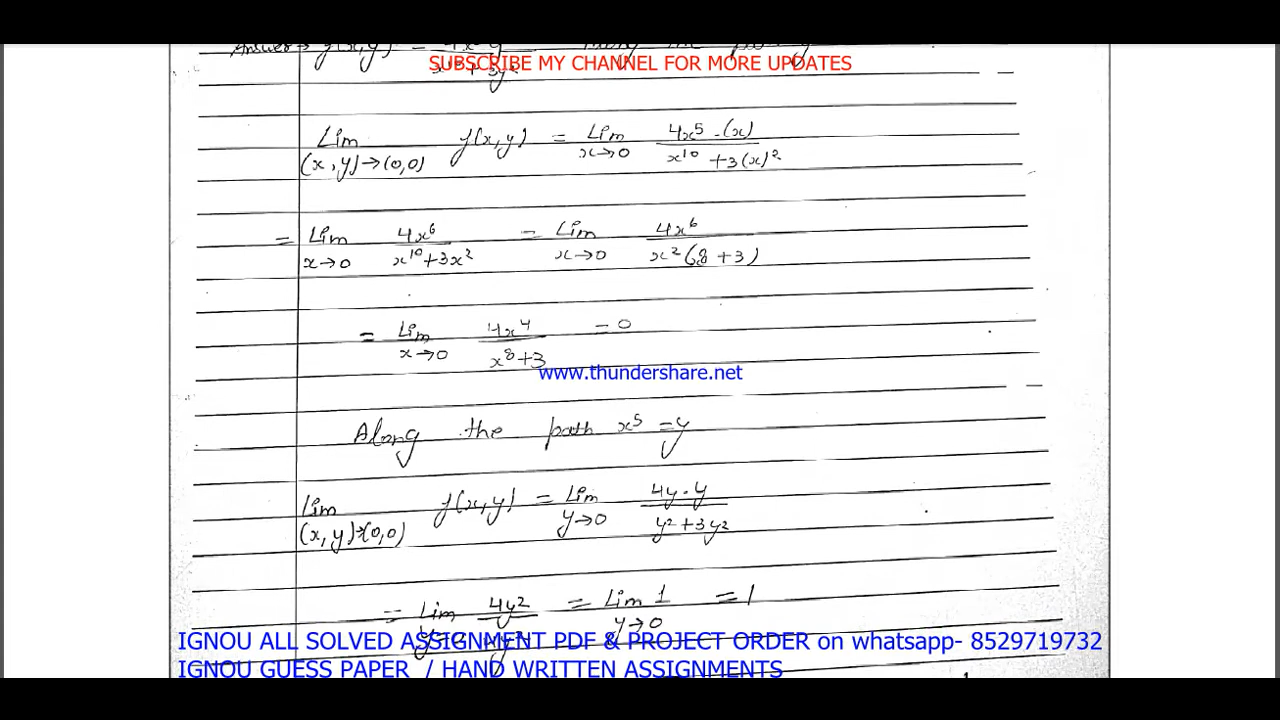 Answer → f(x,y) =
SUBSCRIBE MY CHANNEL FOR MORE UPDATES
Lim f(x,y) = Lim 4x⁵ · (x)
(x,y)→(0,0) x→0 x¹⁰ + 3(x)²
= Lim 4x⁶ = Lim 4x⁶
x→0 x¹⁰+3x² x→0 x²(8 +3)
= Lim 4x⁴ = 0
x→0 x⁸+3
www.thundershare.net
Along the path x⁵ = y
Lim f(x,y) = Lim 4y · y
(x,y)→(0,0) y→0 y² + 3y²
= Lim 4y² = Lim 1 = 1
y→0
IGNOU ALL SOLVED ASSIGNMENT PDF & PROJECT ORDER on whatsapp- 8529719732
IGNOU GUESS PAPER / HAND WRITTEN ASSIGNMENTS